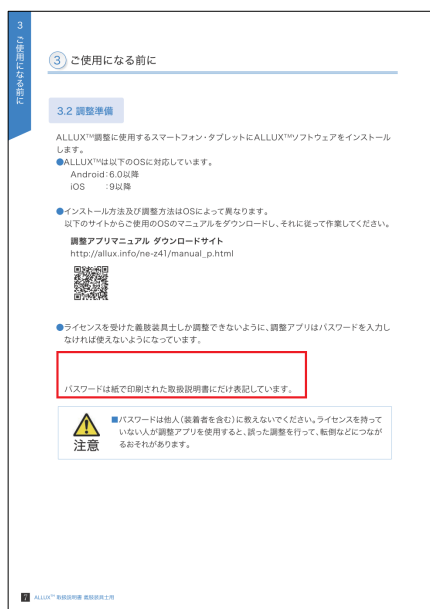 3 ご使用になる前に
3 ご使用になる前に
3.2 調整準備
ALLUX™調整に使用するスマートフォン・タブレットにALLUX™ソフトウェアをインストール
します。
●ALLUX™は以下のOSに対応しています。
Android：6.0以降
iOS ：9以降
●インストール方法及び調整方法はOSによって異なります。
以下のサイトからご使用のOSのマニュアルをダウンロードし、それに従って作業してください。
調整アプリマニュアル ダウンロードサイト
http://allux.info/ne-z41/manual_p.html
●ライセンスを受けた義肢装具士しか調整できないように、調整アプリはパスワードを入力し
なければ使えないようになっています。
パスワードは紙で印刷された取扱説明書にだけ表記しています。
注意
■パスワードは他人(装着者を含む)に教えないでください。ライセンスを持って
いない人が調整アプリを使用すると、誤った調整を行って、転倒などにつなが
るおそれがあります。
7 ALLUX™ 取扱説明書 義肢装具士用